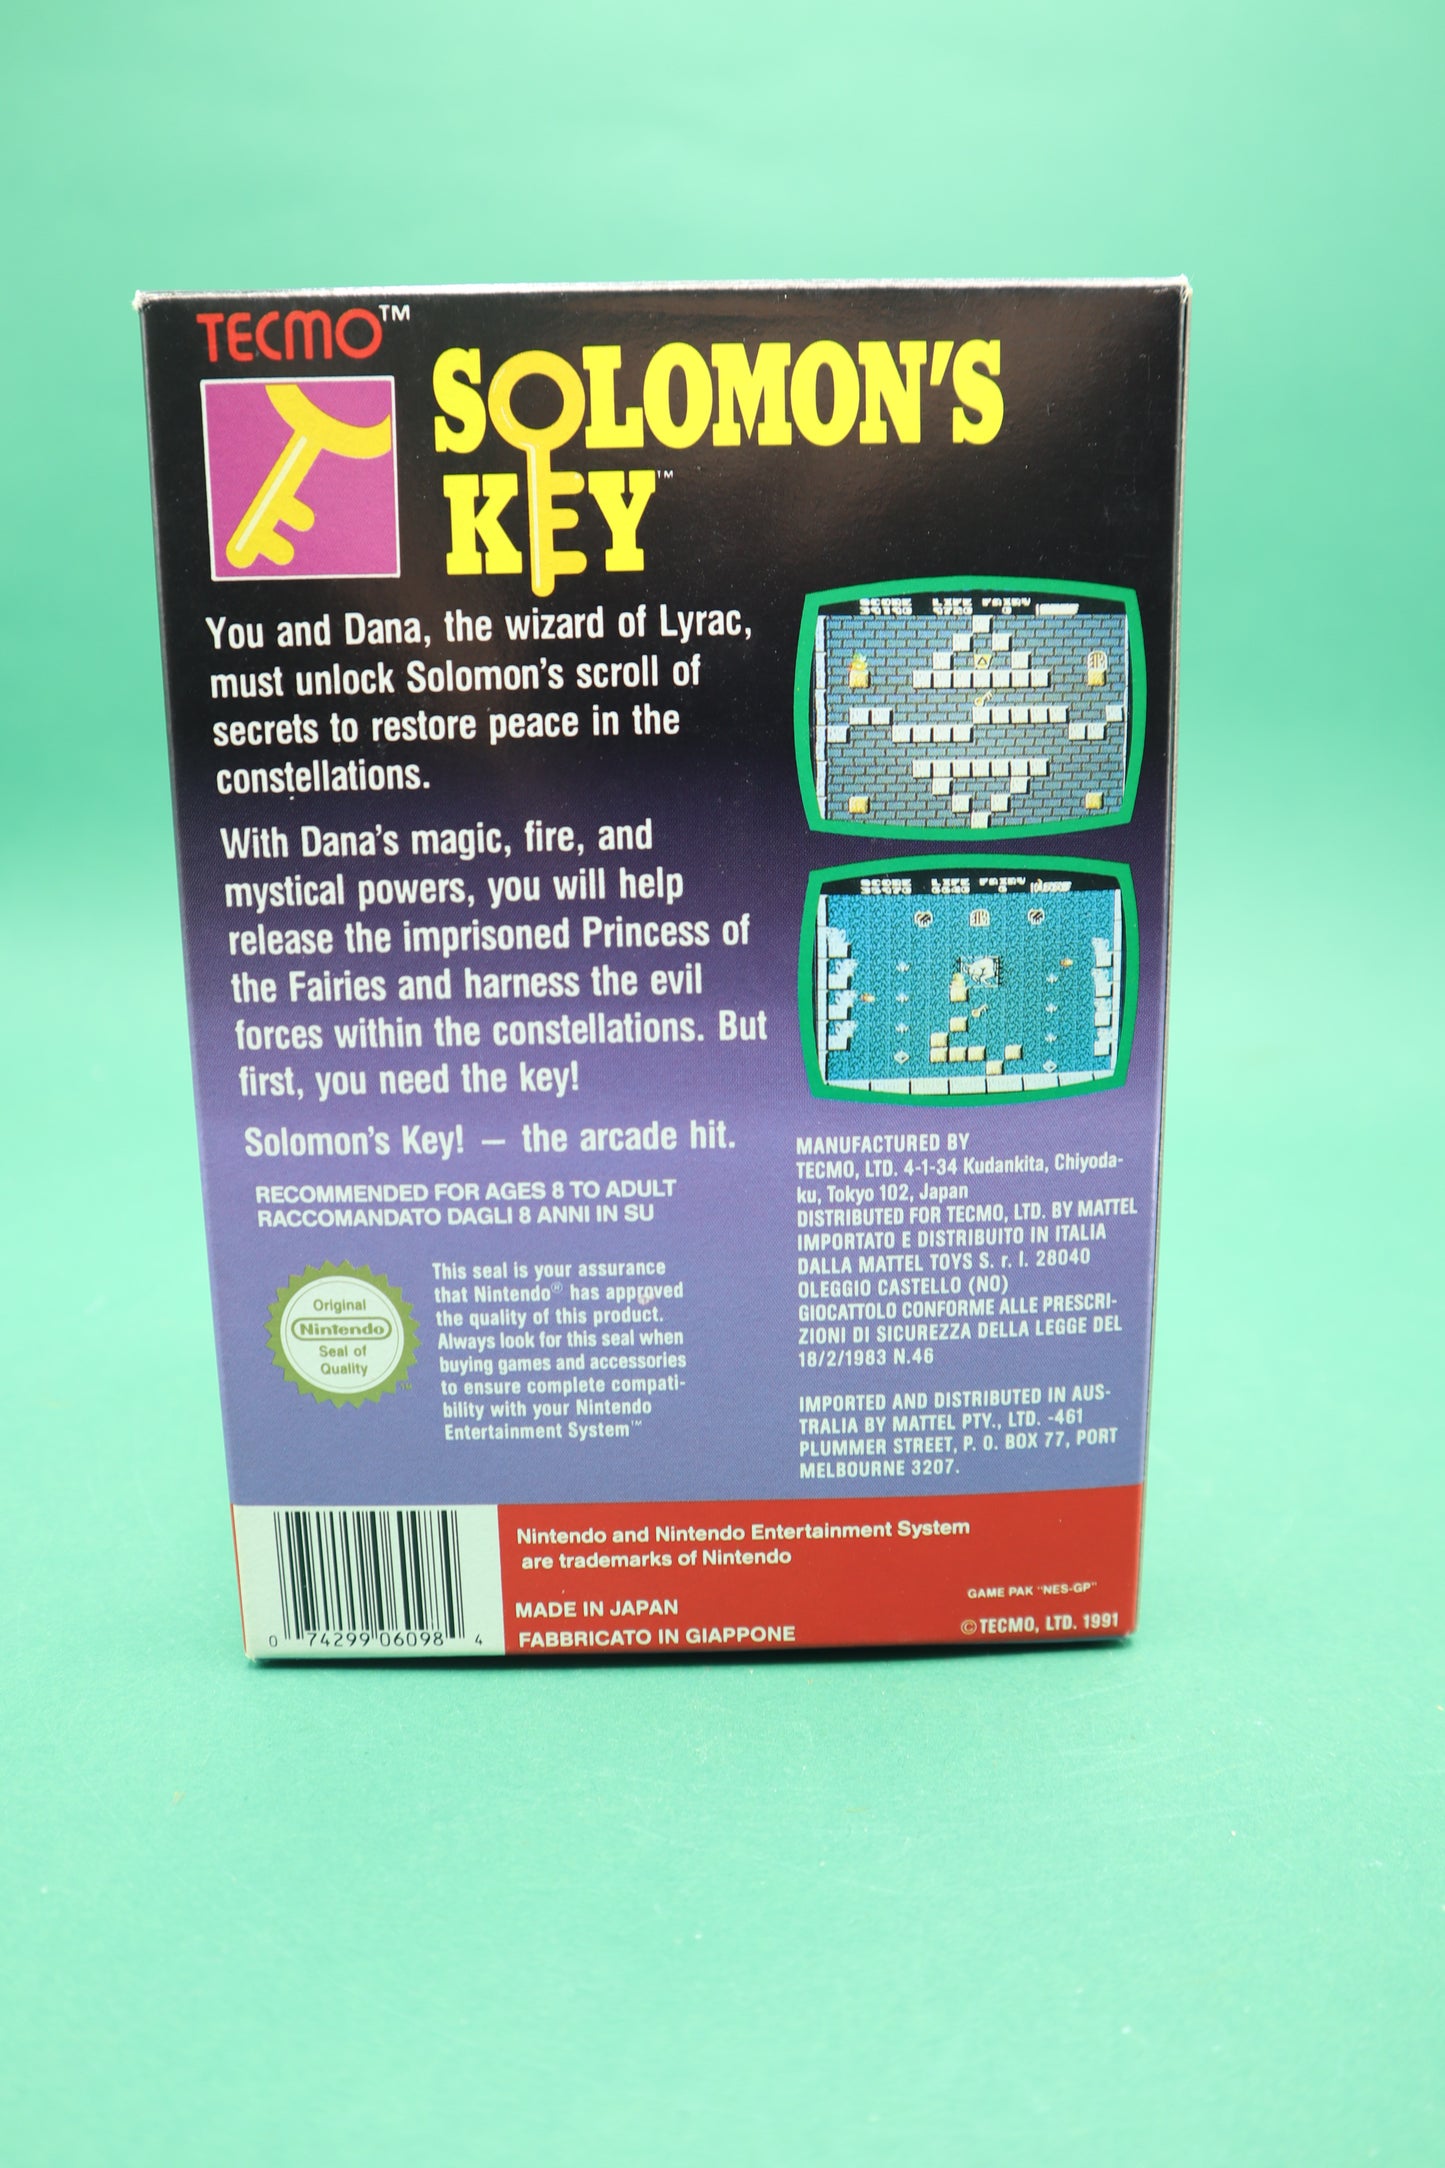 TECMO™
SOLOMON'S
KEY™
You and Dana, the wizard of Lyrac,
must unlock Solomon's scroll of
secrets to restore peace in the
constellations.
With Dana's magic, fire, and
mystical powers, you will help
release the imprisoned Princess of
the Fairies and harness the evil
forces within the constellations. But
first, you need the key!
Solomon's Key! — the arcade hit.
RECOMMENDED FOR AGES 8 TO ADULT
RACCOMANDATO DAGLI 8 ANNI IN SU
Original
Nintendo
Seal of
Quality
This seal is your assurance
that Nintendo® has approved
the quality of this product.
Always look for this seal when
buying games and accessories
to ensure complete compati-
bility with your Nintendo
Entertainment System™
SCORE LIFE FAIRY
SCORE LIFE FAIRY
MANUFACTURED BY
TECMO, LTD. 4-1-34 Kudankita, Chiyoda-
ku, Tokyo 102, Japan
DISTRIBUTED FOR TECMO, LTD. BY MATTEL
IMPORTATO E DISTRIBUITO IN ITALIA
DALLA MATTEL TOYS S. r. l. 28040
OLEGGIO CASTELLO (NO)
GIOCATTOLO CONFORME ALLE PRESCRI-
ZIONI DI SICUREZZA DELLA LEGGE DEL
18/2/1983 N.46
IMPORTED AND DISTRIBUTED IN AUS-
TRALIA BY MATTEL PTY., LTD. -461
PLUMMER STREET, P. O. BOX 77, PORT
MELBOURNE 3207.
0 74299 06098 4
Nintendo and Nintendo Entertainment System
are trademarks of Nintendo
MADE IN JAPAN
FABBRICATO IN GIAPPONE
GAME PAK "NES-GP"
©TECMO, LTD. 1991